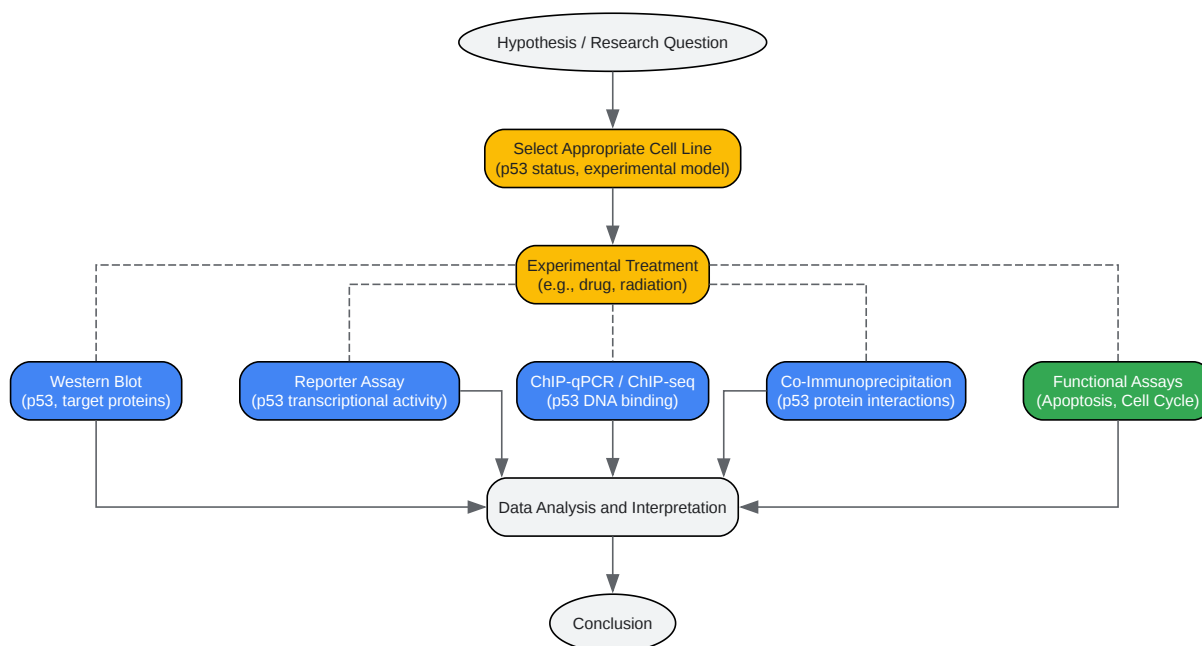 Hypothesis / Research Question
Select Appropriate Cell Line
(p53 status, experimental model)
Experimental Treatment
(e.g., drug, radiation)
Western Blot
(p53, target proteins)
Reporter Assay
(p53 transcriptional activity)
ChIP-qPCR / ChIP-seq
(p53 DNA binding)
Co-Immunoprecipitation
(p53 protein interactions)
Functional Assays
(Apoptosis, Cell Cycle)
Data Analysis and Interpretation
Conclusion